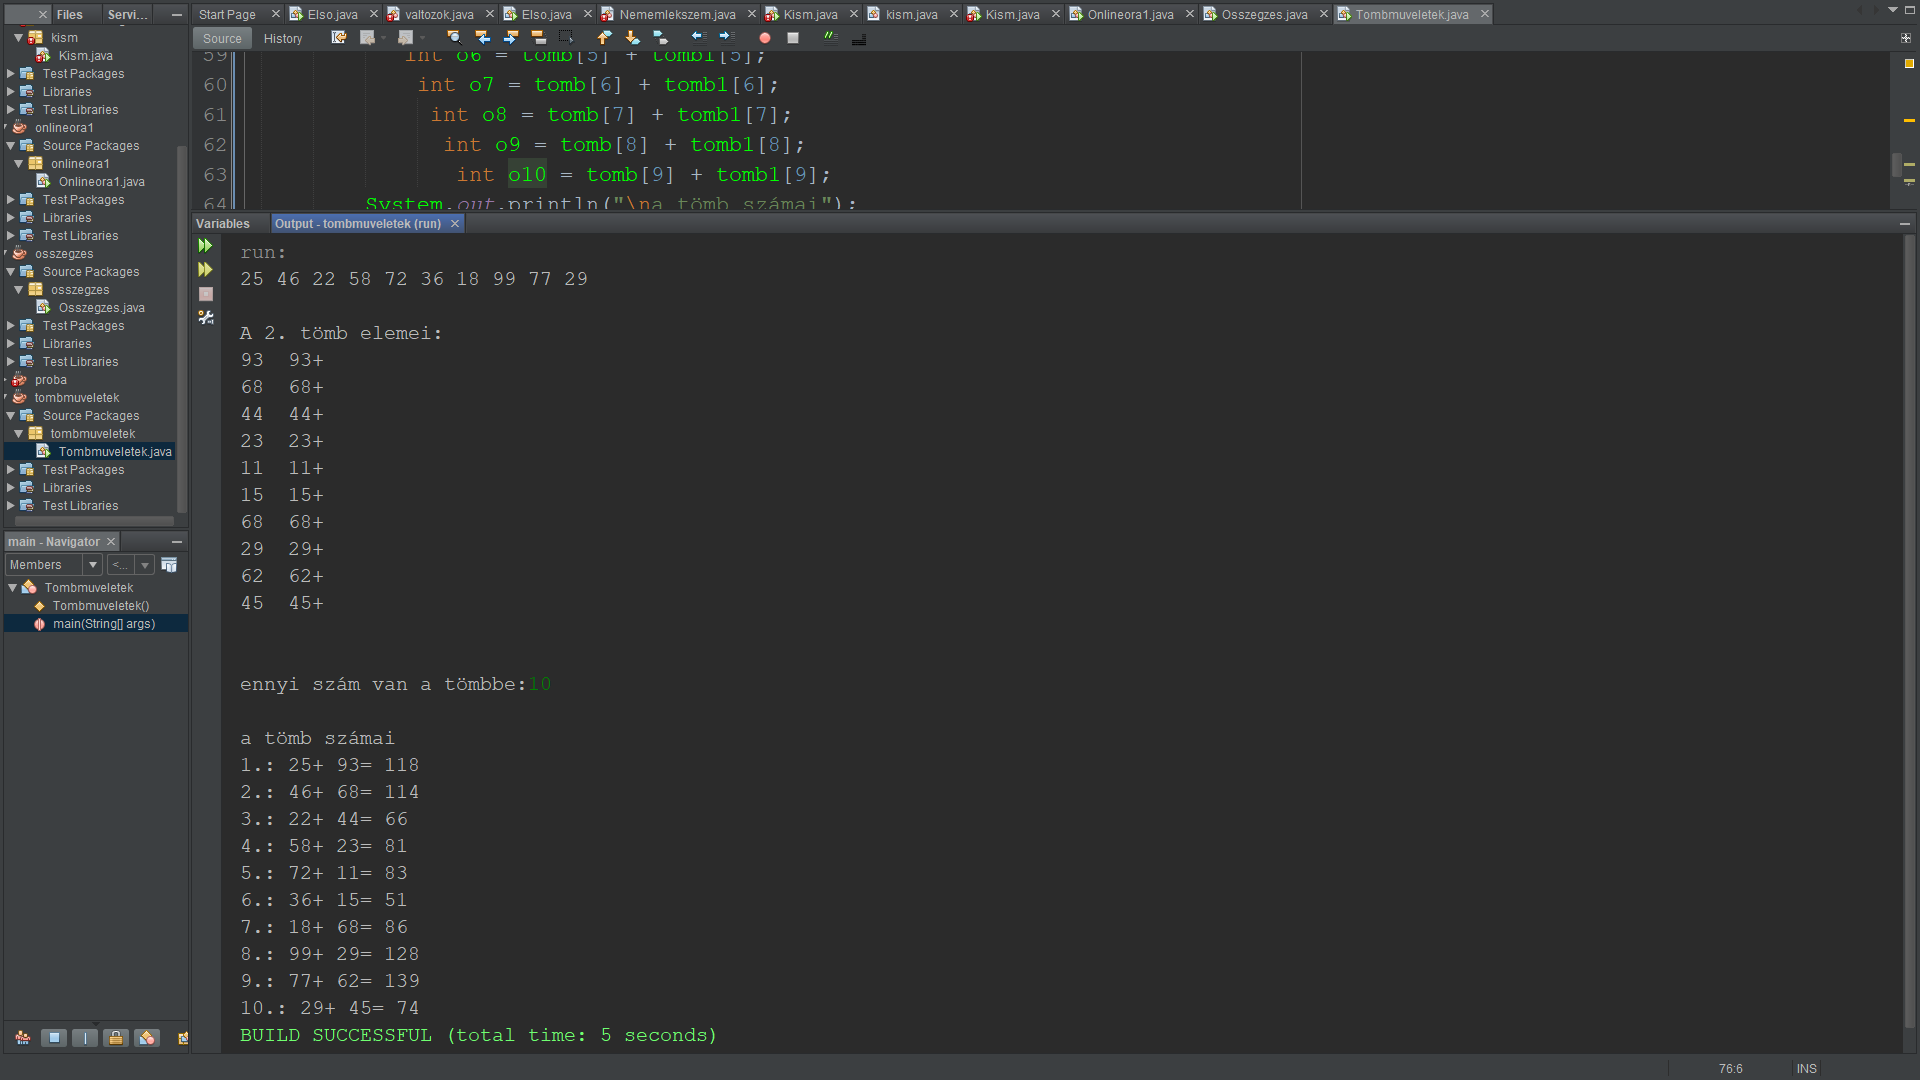 Files Servi...
kism
Kism.java
Test Packages
Libraries
Test Libraries
onlineora1
Source Packages
onlineora1
Onlineora1.java
Test Packages
Libraries
Test Libraries
osszegzes
Source Packages
osszegzes
Osszegzes.java
Test Packages
Libraries
Test Libraries
proba
tombmuveletek
Source Packages
tombmuveletek
Tombmuveletek.java
Test Packages
Libraries
Test Libraries
main - Navigator
Members <...
Tombmuveletek
Tombmuveletek()
main(String[] args)
Start Page Elso.java valtozok.java Elso.java Nememlekszem.java Kism.java kism.java Kism.java Onlineora1.java Osszegzes.java Tombmuveletek.java
Source History
59 int o6 = tomb[5] + tomb1[5];
60 int o7 = tomb[6] + tomb1[6];
61 int o8 = tomb[7] + tomb1[7];
62 int o9 = tomb[8] + tomb1[8];
63 int o10 = tomb[9] + tomb1[9];
64 System.out.println("\na tömb számai");
Variables Output - tombmuveletek (run)
run:
25 46 22 58 72 36 18 99 77 29
A 2. tömb elemei:
93 93+
68 68+
44 44+
23 23+
11 11+
15 15+
68 68+
29 29+
62 62+
45 45+
ennyi szám van a tömbbe:10
a tömb számai
1.: 25+ 93= 118
2.: 46+ 68= 114
3.: 22+ 44= 66
4.: 58+ 23= 81
5.: 72+ 11= 83
6.: 36+ 15= 51
7.: 18+ 68= 86
8.: 99+ 29= 128
9.: 77+ 62= 139
10.: 29+ 45= 74
BUILD SUCCESSFUL (total time: 5 seconds)
76:6 INS